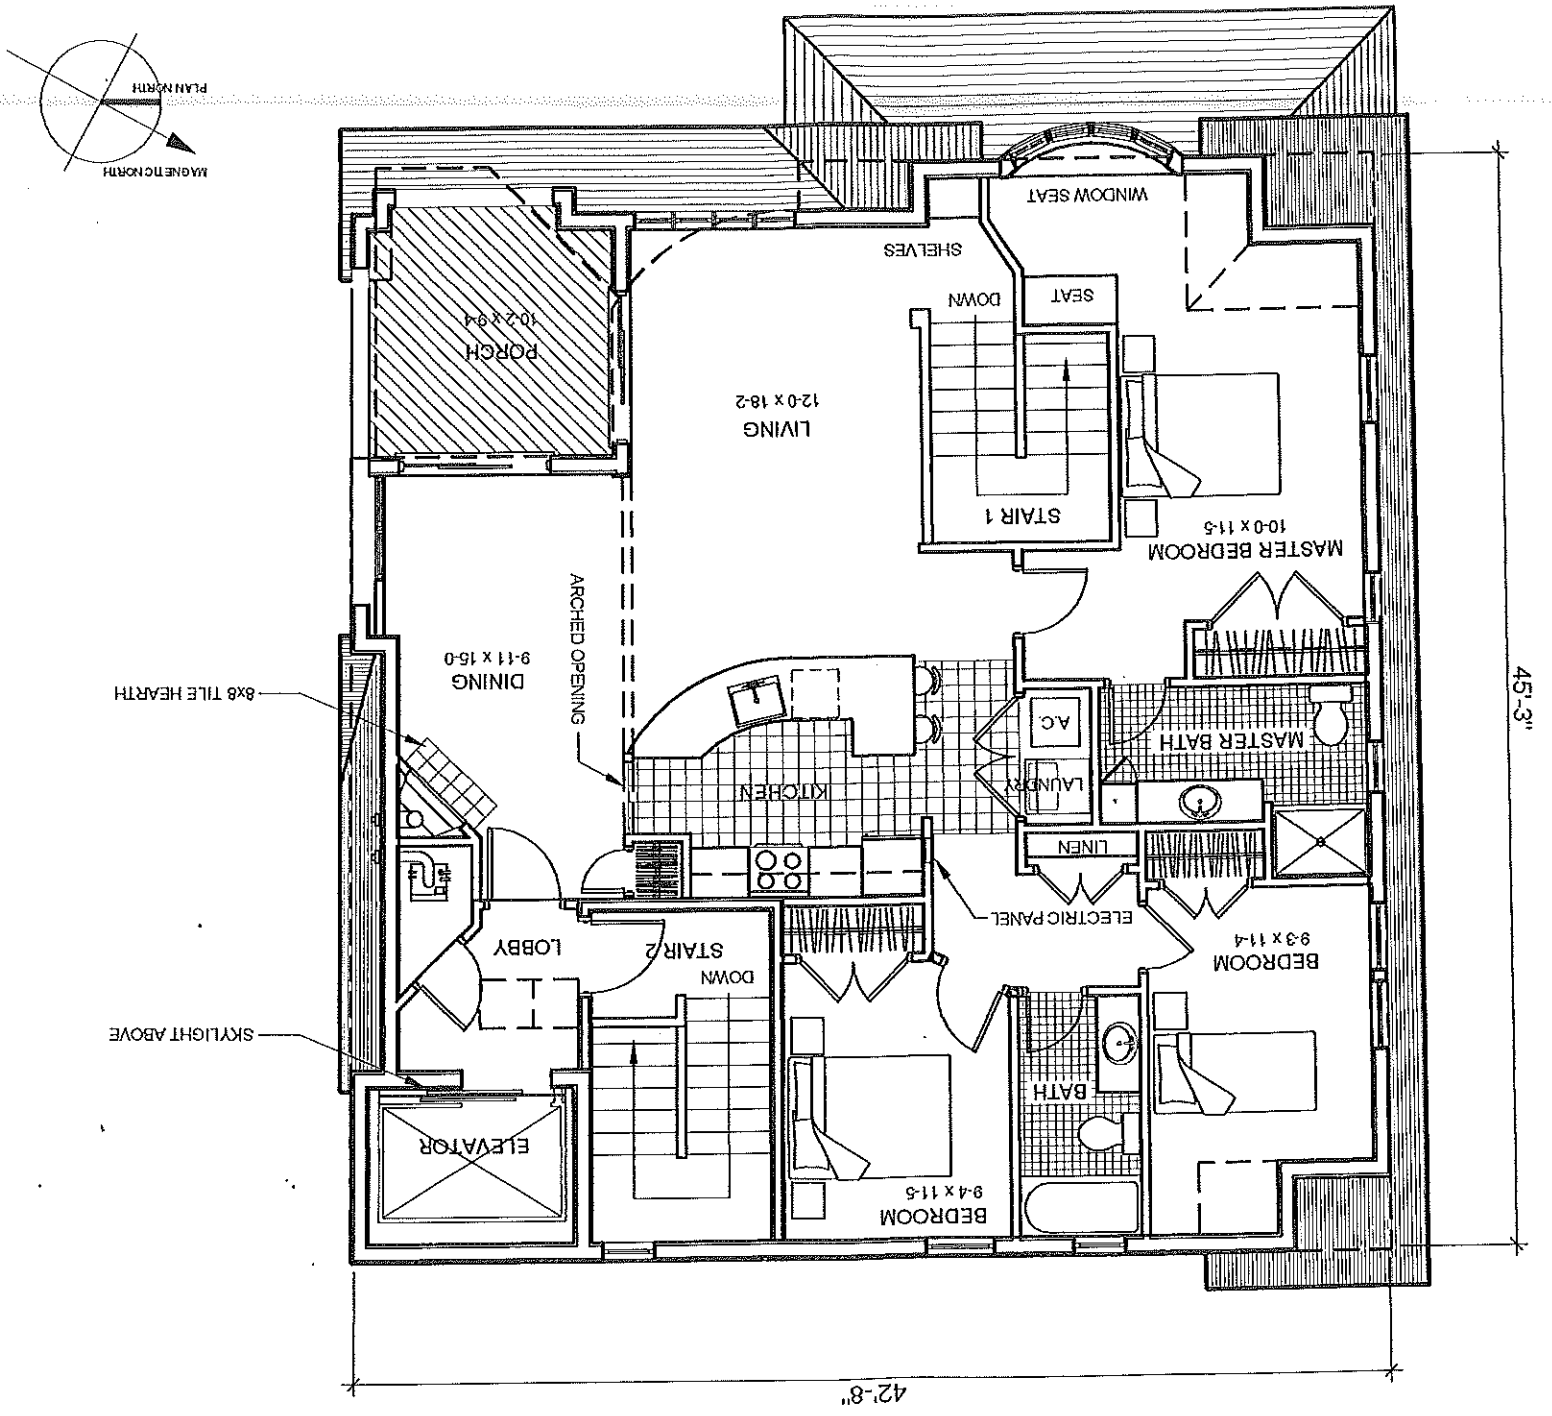 42'-8"
BEDROOM
9-4 x 11-5
ELEVATOR
BATH
SKYLIGHT ABOVE
DOWN
STAIR 2
LOBBY
BEDROOM
9-3 x 11-4
ELECTRIC PANEL
LINEN
KITCHEN
LAUNDRY
A.C.
MASTER BATH
8x8 TILE HEARTH
DINING
9-11 x 15-0
ARCHED OPENING
45'-3"
MASTER BEDROOM
10-0 x 11-5
STAIR 1
LIVING
12-0 x 18-2
PORCH
10-2 x 9-4
DOWN
SEAT
SHELVES
WINDOW SEAT
MAGNETIC NORTH
PLAN NORTH